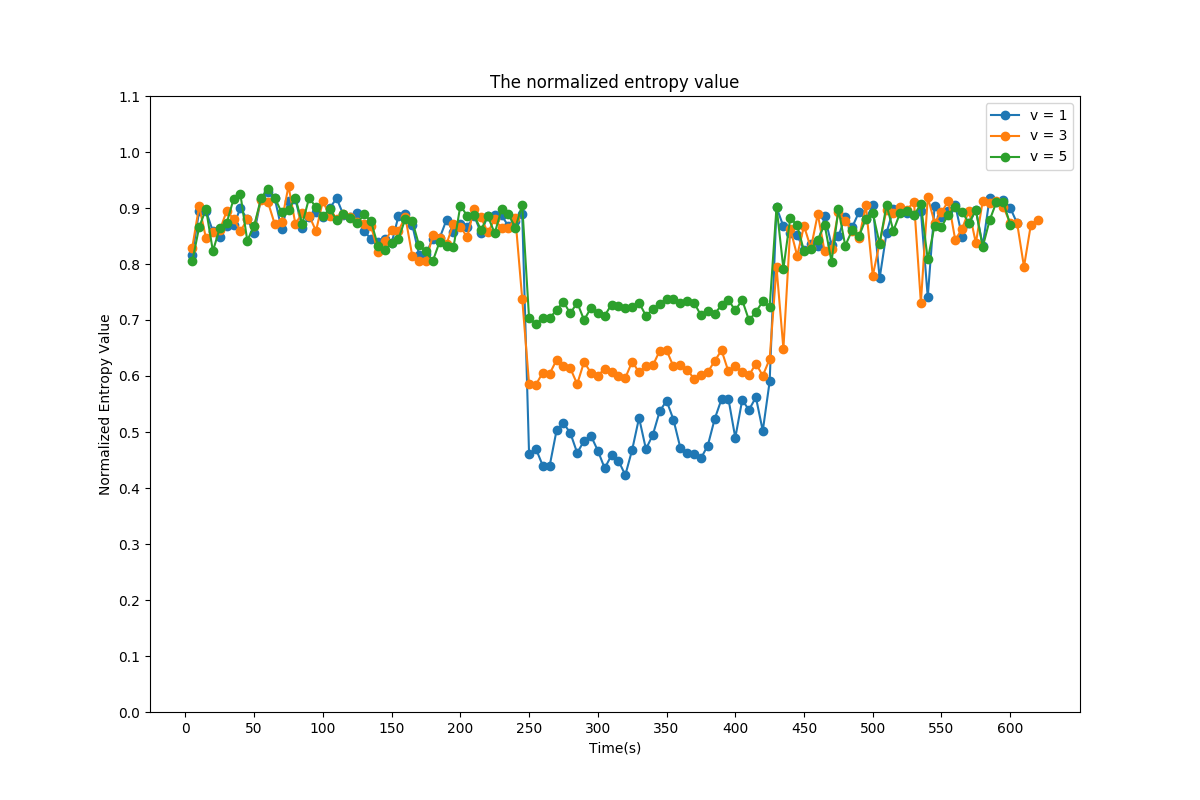 The normalized entropy value
1.1
1.0
0.9
0.8
0.7
0.6
0.5
0.4
0.3
0.2
0.1
0.0
Normalized Entropy Value
v = 1
v = 3
v = 5
0 50 100 150 200 250 300 350 400 450 500 550 600
Time(s)